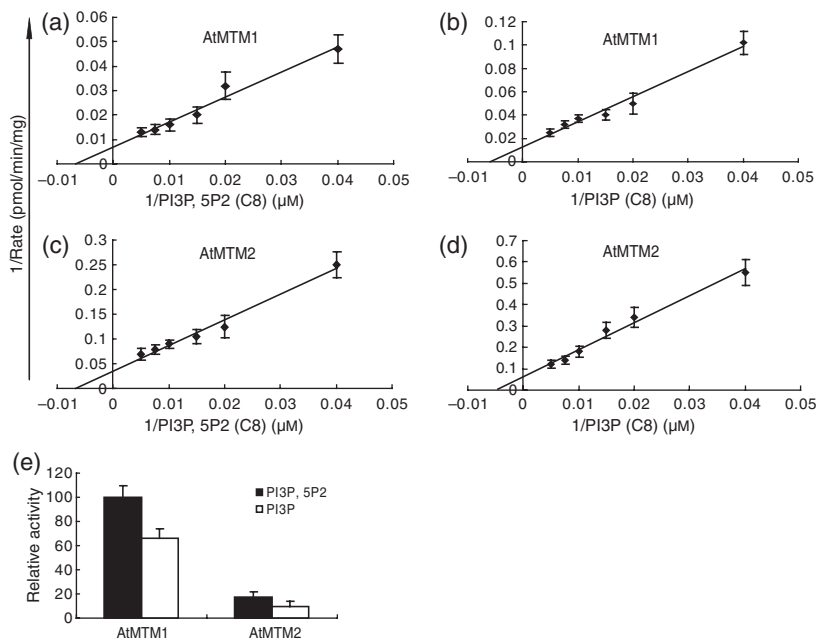 1/Rate (pmol/min/mg)
(a)
AtMTM1
0.06
0.05
0.04
0.03
0.02
0.01
0
−0.01 0 0.01 0.02 0.03 0.04 0.05
1/PI3P, 5P2 (C8) (μM)
(b)
AtMTM1
0.12
0.1
0.08
0.06
0.04
0.02
0
−0.01 0 0.01 0.02 0.03 0.04 0.05
1/PI3P (C8) (μM)
(c)
AtMTM2
0.3
0.25
0.2
0.15
0.1
0.05
0
−0.01 0 0.01 0.02 0.03 0.04 0.05
1/PI3P, 5P2 (C8) (μM)
(d)
AtMTM2
0.7
0.6
0.5
0.4
0.3
0.2
0.1
0
−0.01 0 0.01 0.02 0.03 0.04 0.05
1/PI3P (C8) (μM)
(e)
Relative activity
120
100
80
60
40
20
0
PI3P, 5P2
PI3P
AtMTM1 AtMTM2